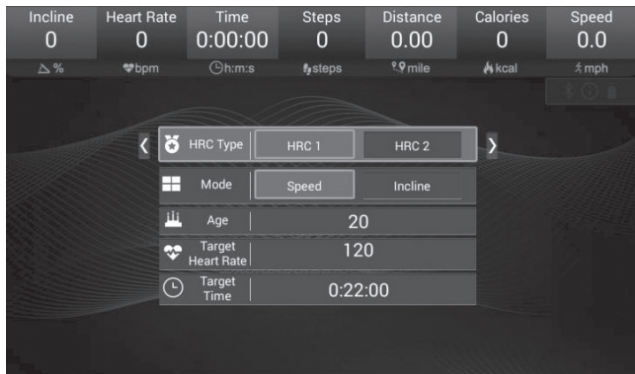 Incline Heart Rate Time Steps Distance Calories Speed
0 0 0:00:00 0 0.00 0 0.0
% bpm h:m:s steps mile kcal mph
HRC Type HRC 1 HRC 2
Mode Speed Incline
Age 20
Target Heart Rate 120
Target Time 0:22:00